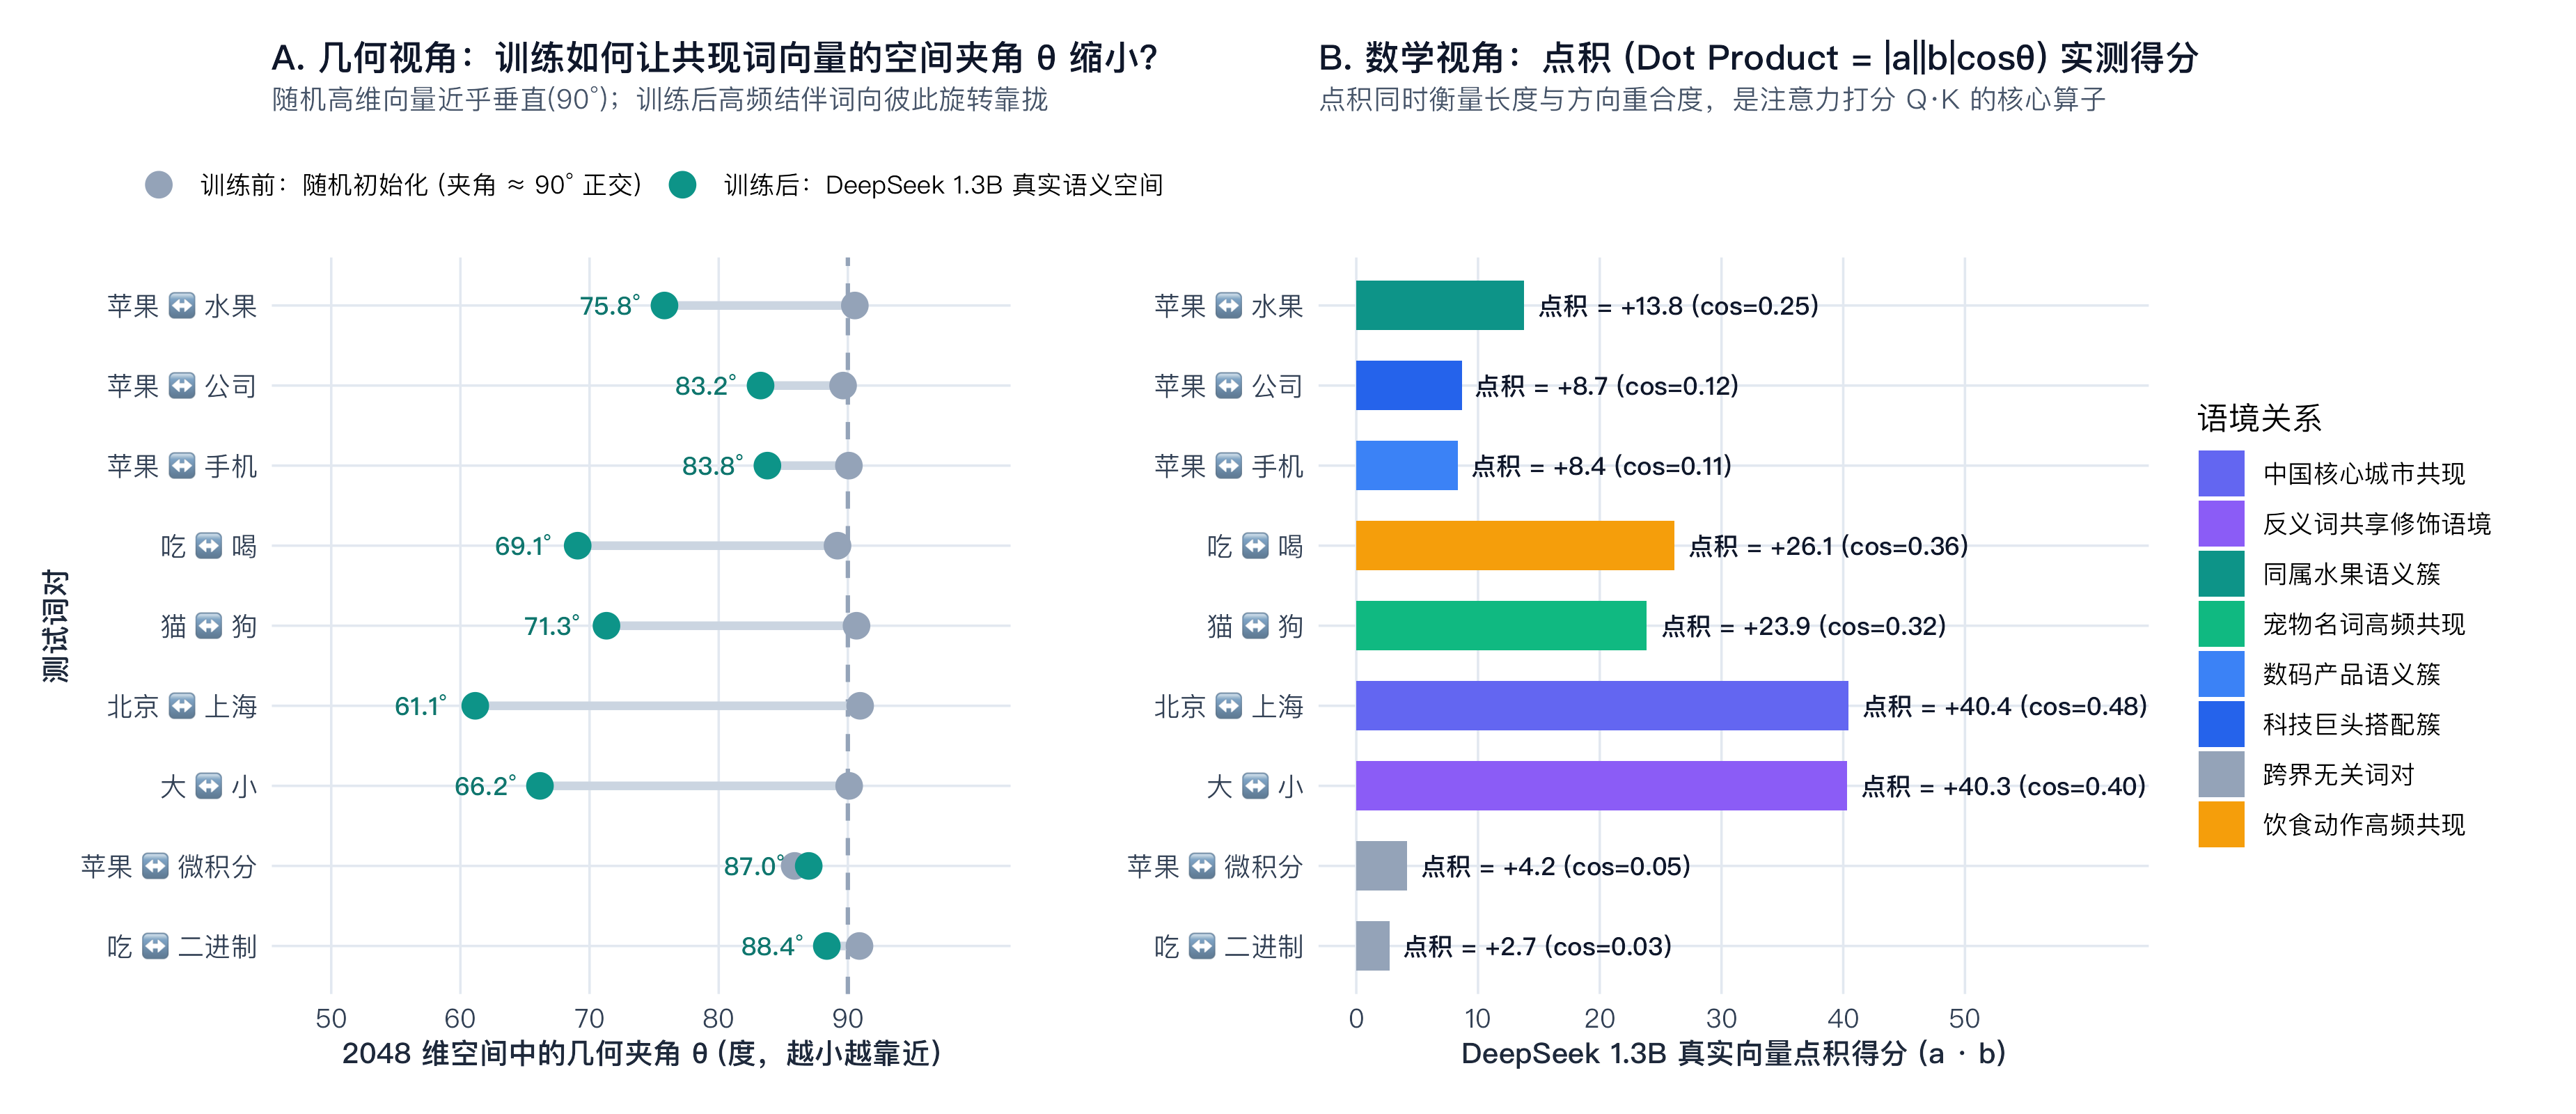 A. 几何视角：训练如何让共现词向量的空间夹角 θ 缩小？
随机高维向量近乎垂直(90°)；训练后高频结伴词向彼此旋转靠拢
训练前：随机初始化 (夹角 ≈ 90° 正交)
训练后：DeepSeek 1.3B 真实语义空间
测试词对
苹果 ↔️ 水果
75.8°
苹果 ↔️ 公司
83.2°
苹果 ↔️ 手机
83.8°
吃 ↔️ 喝
69.1°
猫 ↔️ 狗
71.3°
北京 ↔️ 上海
61.1°
大 ↔️ 小
66.2°
苹果 ↔️ 微积分
87.0°
吃 ↔️ 二进制
88.4°
50 60 70 80 90
2048 维空间中的几何夹角 θ (度，越小越靠近)
B. 数学视角：点积 (Dot Product = |a||b|cosθ) 实测得分
点积同时衡量长度与方向重合度，是注意力打分 Q·K 的核心算子
苹果 ↔️ 水果
点积 = +13.8 (cos=0.25)
苹果 ↔️ 公司
点积 = +8.7 (cos=0.12)
苹果 ↔️ 手机
点积 = +8.4 (cos=0.11)
吃 ↔️ 喝
点积 = +26.1 (cos=0.36)
猫 ↔️ 狗
点积 = +23.9 (cos=0.32)
北京 ↔️ 上海
点积 = +40.4 (cos=0.48)
大 ↔️ 小
点积 = +40.3 (cos=0.40)
苹果 ↔️ 微积分
点积 = +4.2 (cos=0.05)
吃 ↔️ 二进制
点积 = +2.7 (cos=0.03)
0 10 20 30 40 50
DeepSeek 1.3B 真实向量点积得分 (a · b)
语境关系
中国核心城市共现
反义词共享修饰语境
同属水果语义簇
宠物名词高频共现
数码产品语义簇
科技巨头搭配簇
跨界无关词对
饮食动作高频共现